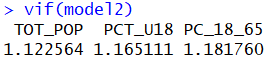 > vif(model2)
TOT_POP PCT_U18 PC_18_65
1.122564 1.165111 1.181760